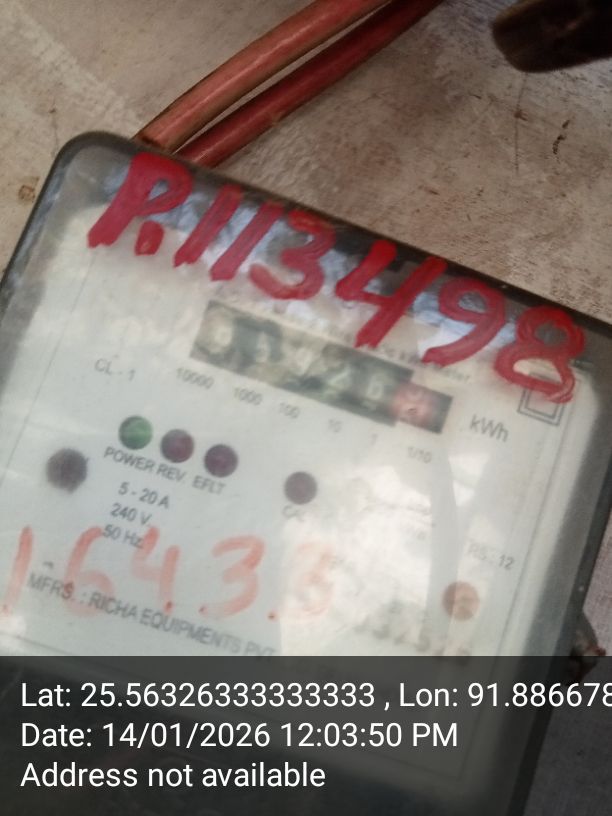 P.113498
CL - 1
10000 1000 100 10 1 1/10
kWh
POWER REV. EFLT
5 - 20 A
240 V.
50 Hz
16433
MFRS. : RICHA EQUIPMENTS PVT
Lat: 25.56326333333333 , Lon: 91.886678
Date: 14/01/2026 12:03:50 PM
Address not available